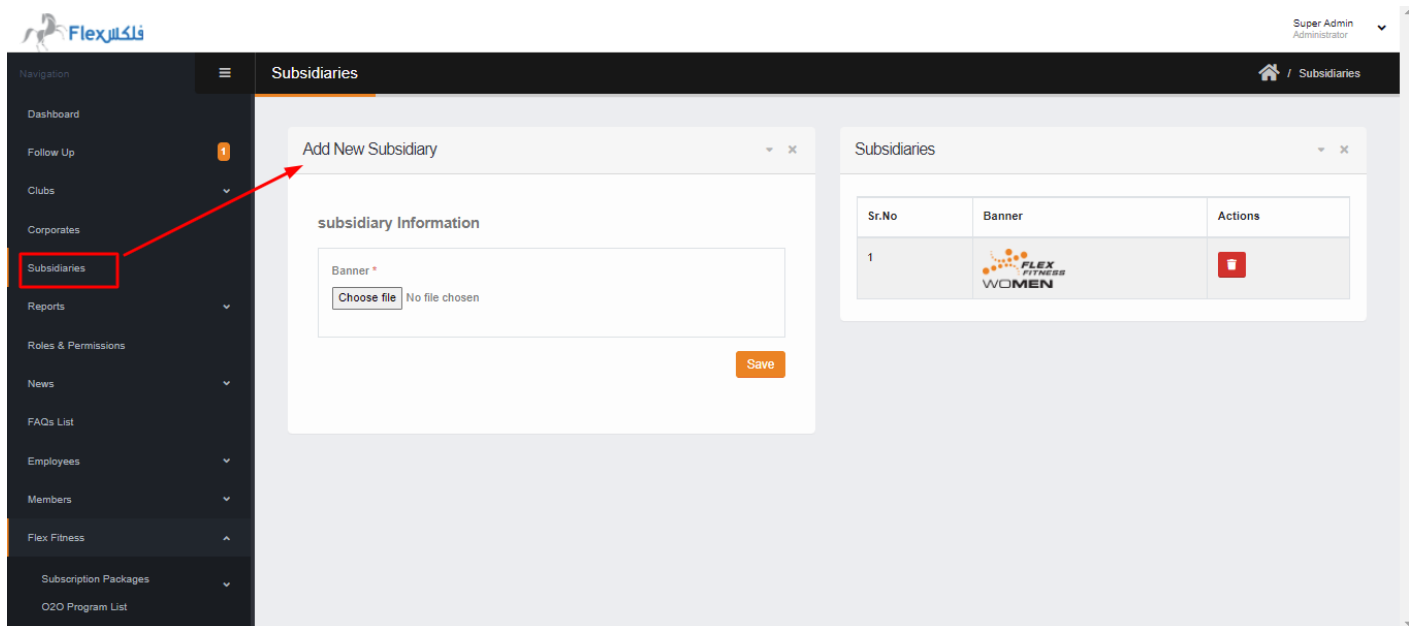 Flexفلكس
Super Admin
Administrator
Navigation
Subsidiaries
/ Subsidiaries
Dashboard
Follow Up
1
Clubs
Corporates
Subsidiaries
Reports
Roles & Permissions
News
FAQs List
Employees
Members
Flex Fitness
Subscription Packages
O2O Program List
Add New Subsidiary
subsidiary Information
Banner *
Choose file No file chosen
Save
Subsidiaries
Sr.No Banner Actions
1
FLEX
FITNESS
WOMEN